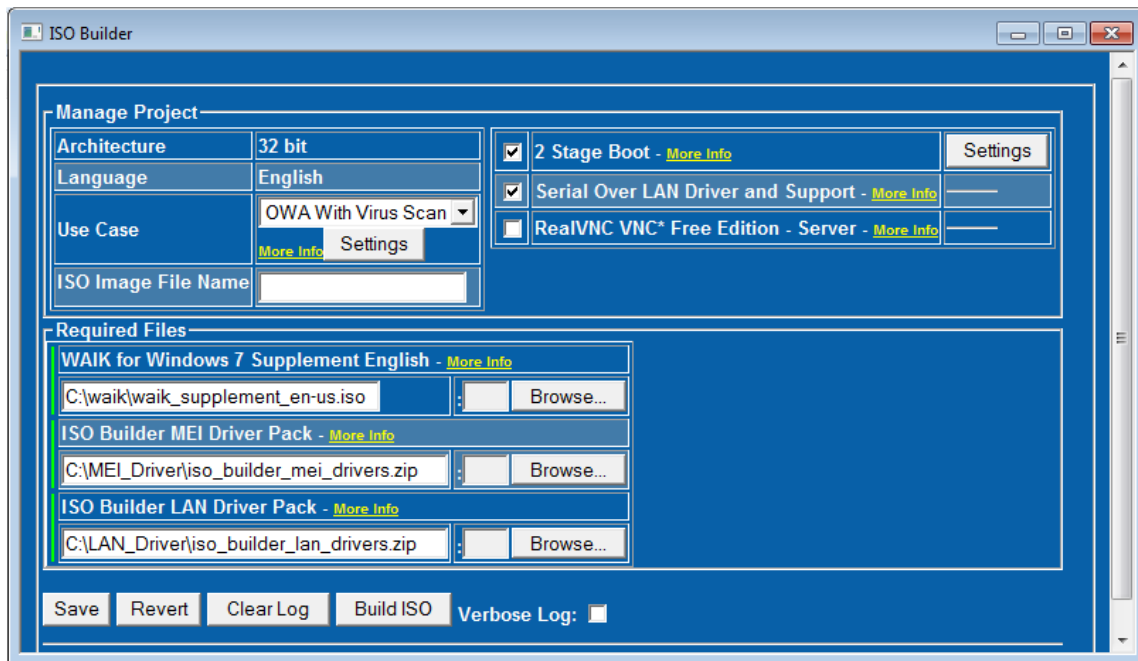 ISO Builder
Manage Project
Architecture 32 bit
Language English
Use Case OWA With Virus Scan
More Info Settings
ISO Image File Name
2 Stage Boot - More Info Settings
Serial Over LAN Driver and Support - More Info
RealVNC VNC* Free Edition - Server - More Info
Required Files
WAIK for Windows 7 Supplement English - More Info
C:\waik\waik_supplement_en-us.iso : Browse...
ISO Builder MEI Driver Pack - More Info
C:\MEI_Driver\iso_builder_mei_drivers.zip : Browse...
ISO Builder LAN Driver Pack - More Info
C:\LAN_Driver\iso_builder_lan_drivers.zip : Browse...
Save Revert Clear Log Build ISO Verbose Log: